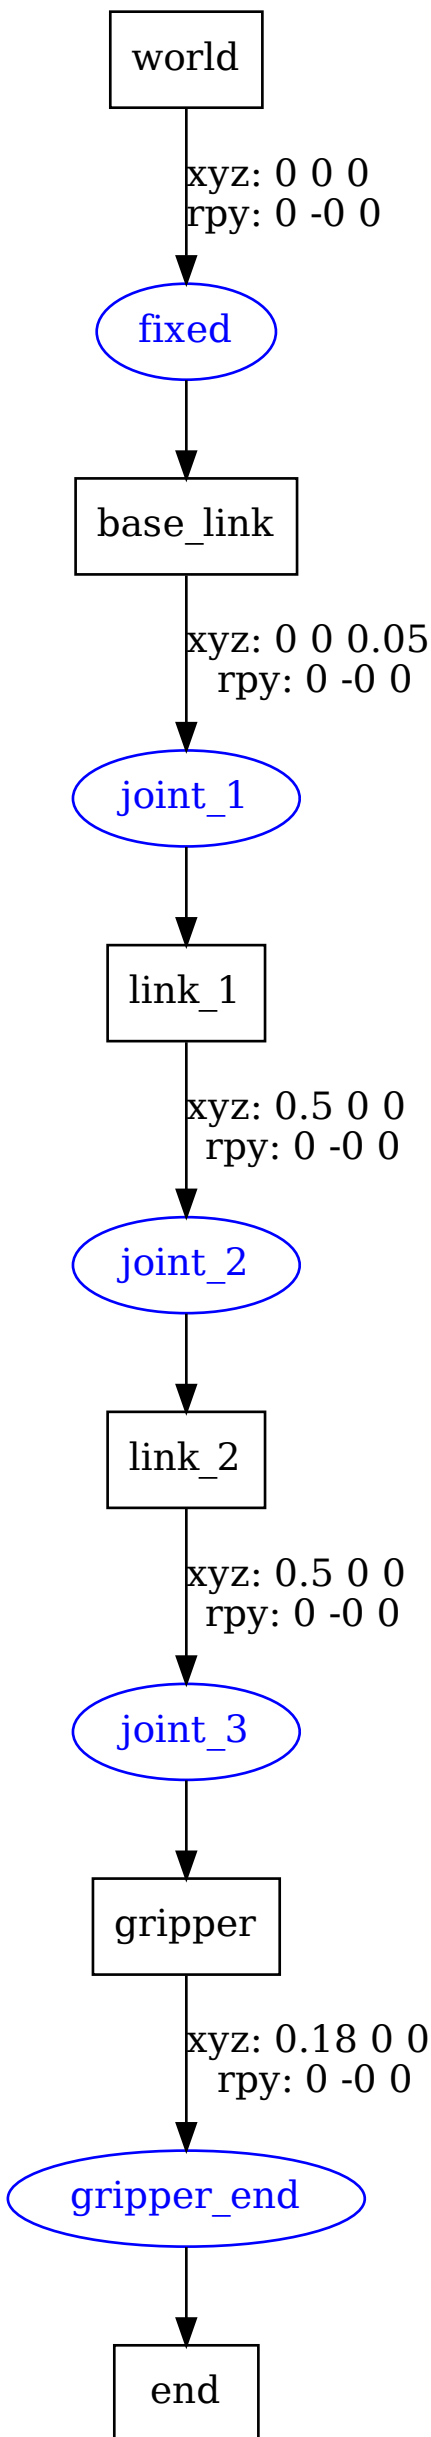 world
xyz: 0 0 0
rpy: 0 -0 0
fixed
base_link
xyz: 0 0 0.05
rpy: 0 -0 0
joint_1
link_1
xyz: 0.5 0 0
rpy: 0 -0 0
joint_2
link_2
xyz: 0.5 0 0
rpy: 0 -0 0
joint_3
gripper
xyz: 0.18 0 0
rpy: 0 -0 0
gripper_end
end